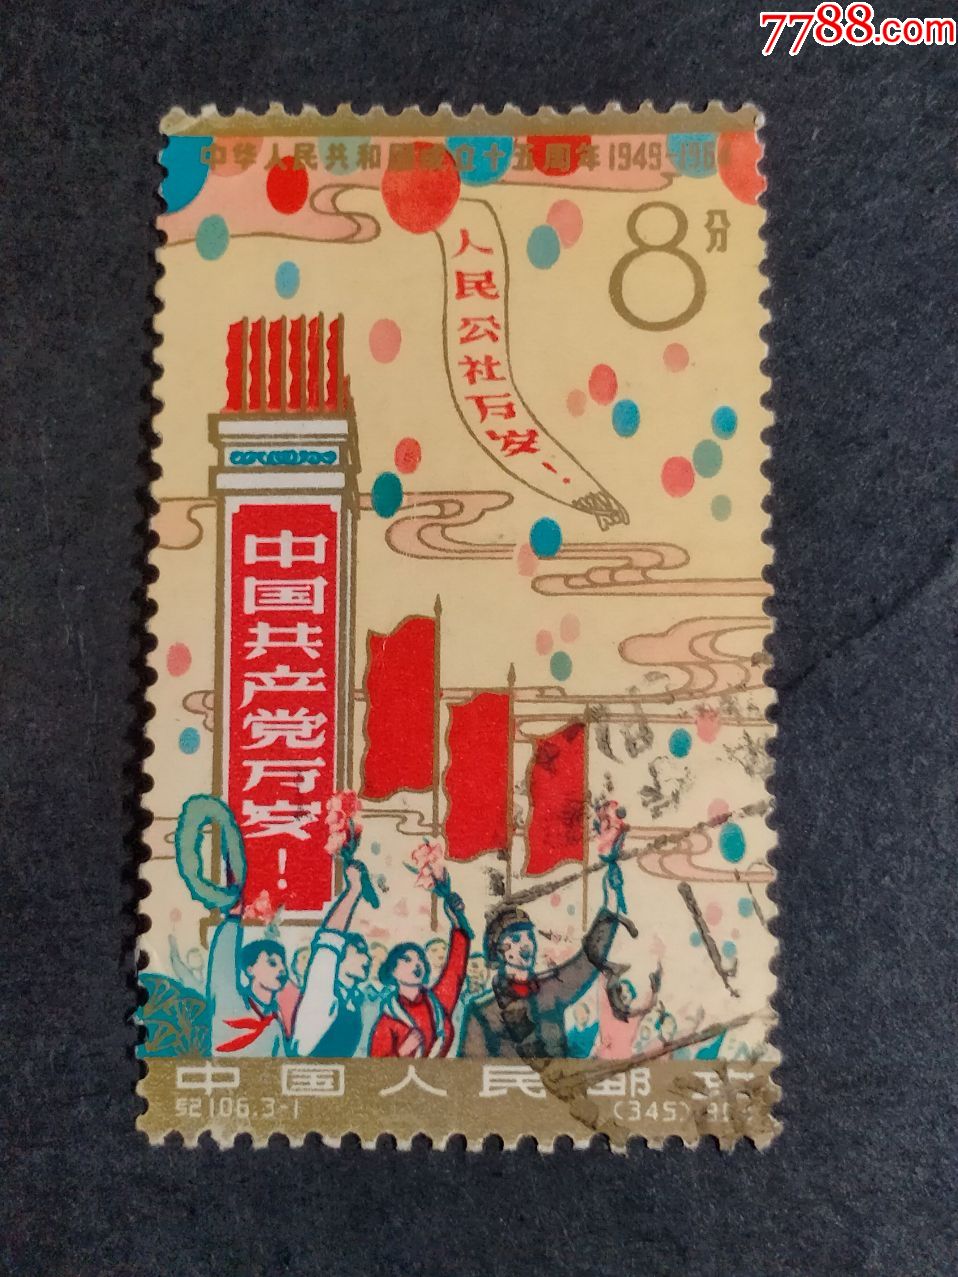 7788.com
中华人民共和国成立十五周年1949-1964
8分
人民公社万岁！
中国共产党万岁！
中国人民邮
纪106.3-1
(345)